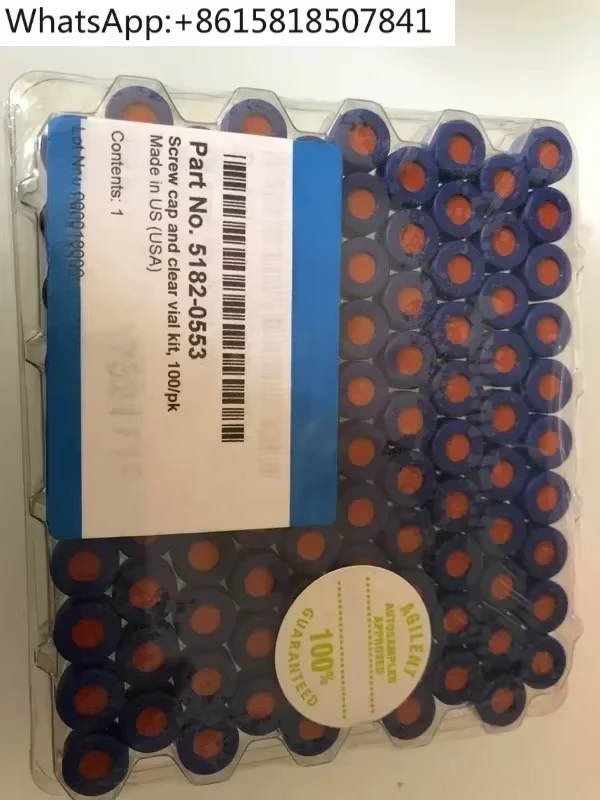 WhatsApp:+8615818507841
Part No. 5182-0553
Screw cap and clear vial kit, 100/pk
Made in US (USA)
Contents: 1
AGILENT
AUTOSAMPLER
APPROVED
100%
GUARANTEED